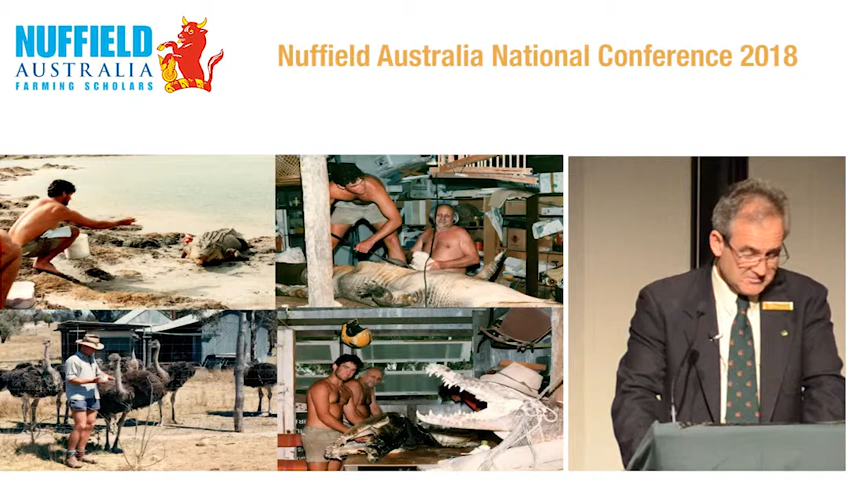 NUFFIELD
AUSTRALIA
FARMING SCHOLARS
Nuffield Australia National Conference 2018